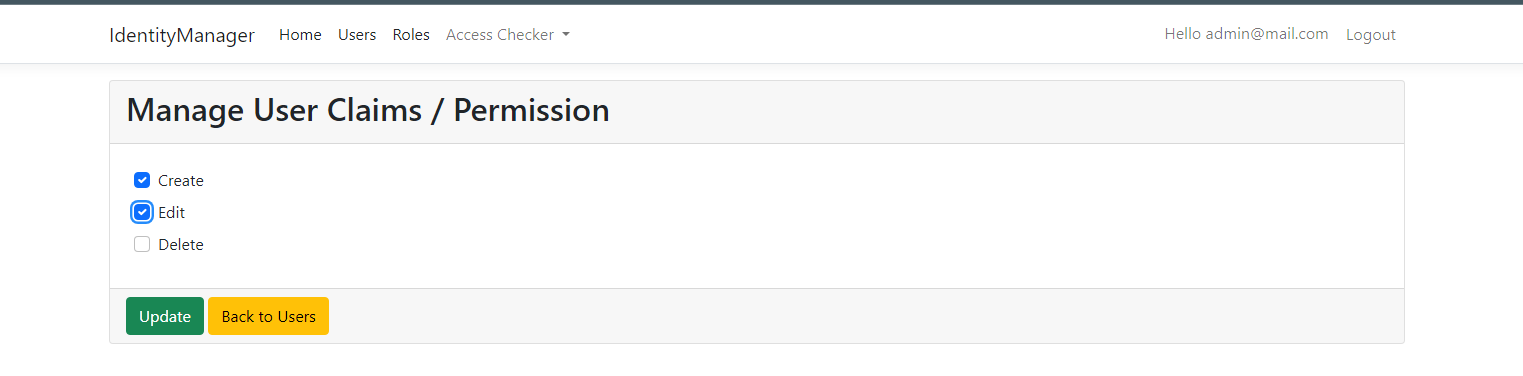 IdentityManager Home Users Roles Access Checker Hello admin@mail.com Logout
Manage User Claims / Permission
Create
Edit
Delete
Update Back to Users